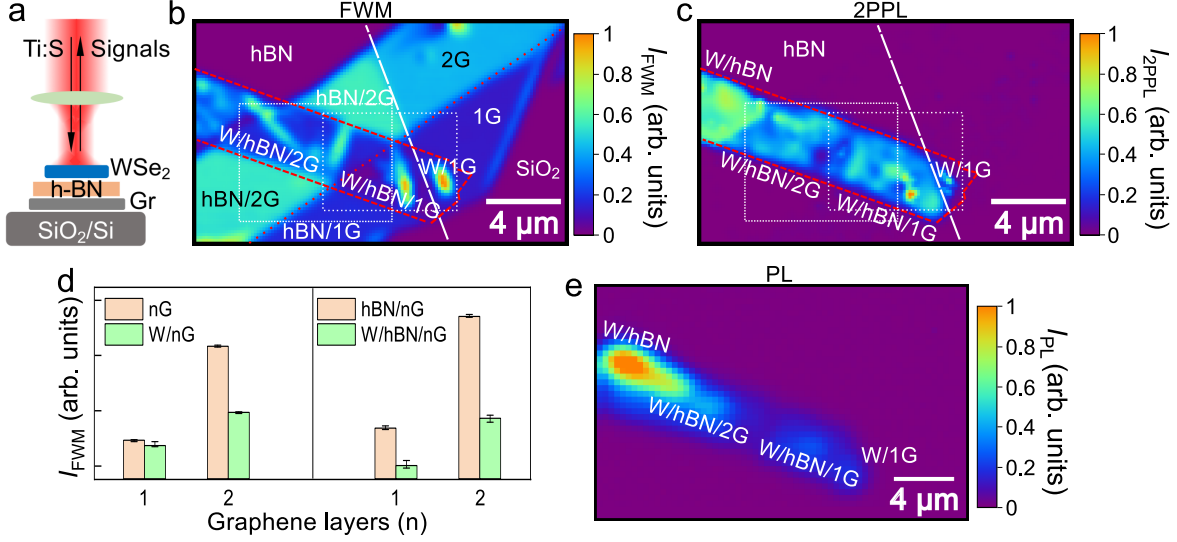 a
Ti:S
Signals
WSe₂
h-BN
Gr
SiO₂/Si
b
FWM
hBN
2G
hBN/2G
1G
W/hBN/2G
W/1G
SiO₂
hBN/2G
W/hBN/1G
hBN/1G
4 μm
1
0.8
0.6
0.4
0.2
0
I_FWM (arb. units)
c
2PPL
hBN
W/hBN
W/1G
W/hBN/2G
W/hBN/1G
4 μm
1
0.8
0.6
0.4
0.2
0
I_2PPL (arb. units)
d
nG
W/nG
hBN/nG
W/hBN/nG
I_FWM (arb. units)
1
2
1
2
Graphene layers (n)
e
PL
W/hBN
W/hBN/2G
W/hBN/1G
W/1G
4 μm
1
0.8
0.6
0.4
0.2
0
I_PL (arb. units)